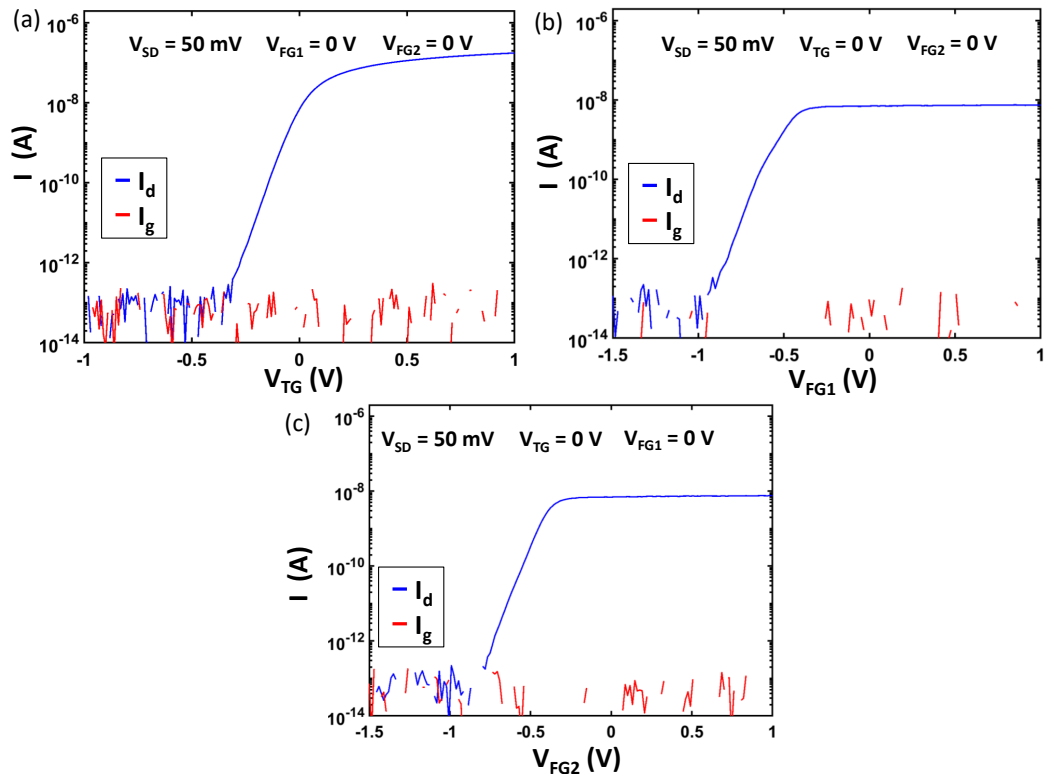 (a)
V_SD = 50 mV V_FG1 = 0 V V_FG2 = 0 V
10^-6
10^-8
10^-10
10^-12
10^-14
I (A)
I_d
I_g
-1 -0.5 0 0.5 1
V_TG (V)
(b)
V_SD = 50 mV V_TG = 0 V V_FG2 = 0 V
10^-6
10^-8
10^-10
10^-12
10^-14
I (A)
I_d
I_g
-1.5 -1 -0.5 0 0.5 1
V_FG1 (V)
(c)
V_SD = 50 mV V_TG = 0 V V_FG1 = 0 V
10^-6
10^-8
10^-10
10^-12
10^-14
I (A)
I_d
I_g
-1.5 -1 -0.5 0 0.5 1
V_FG2 (V)